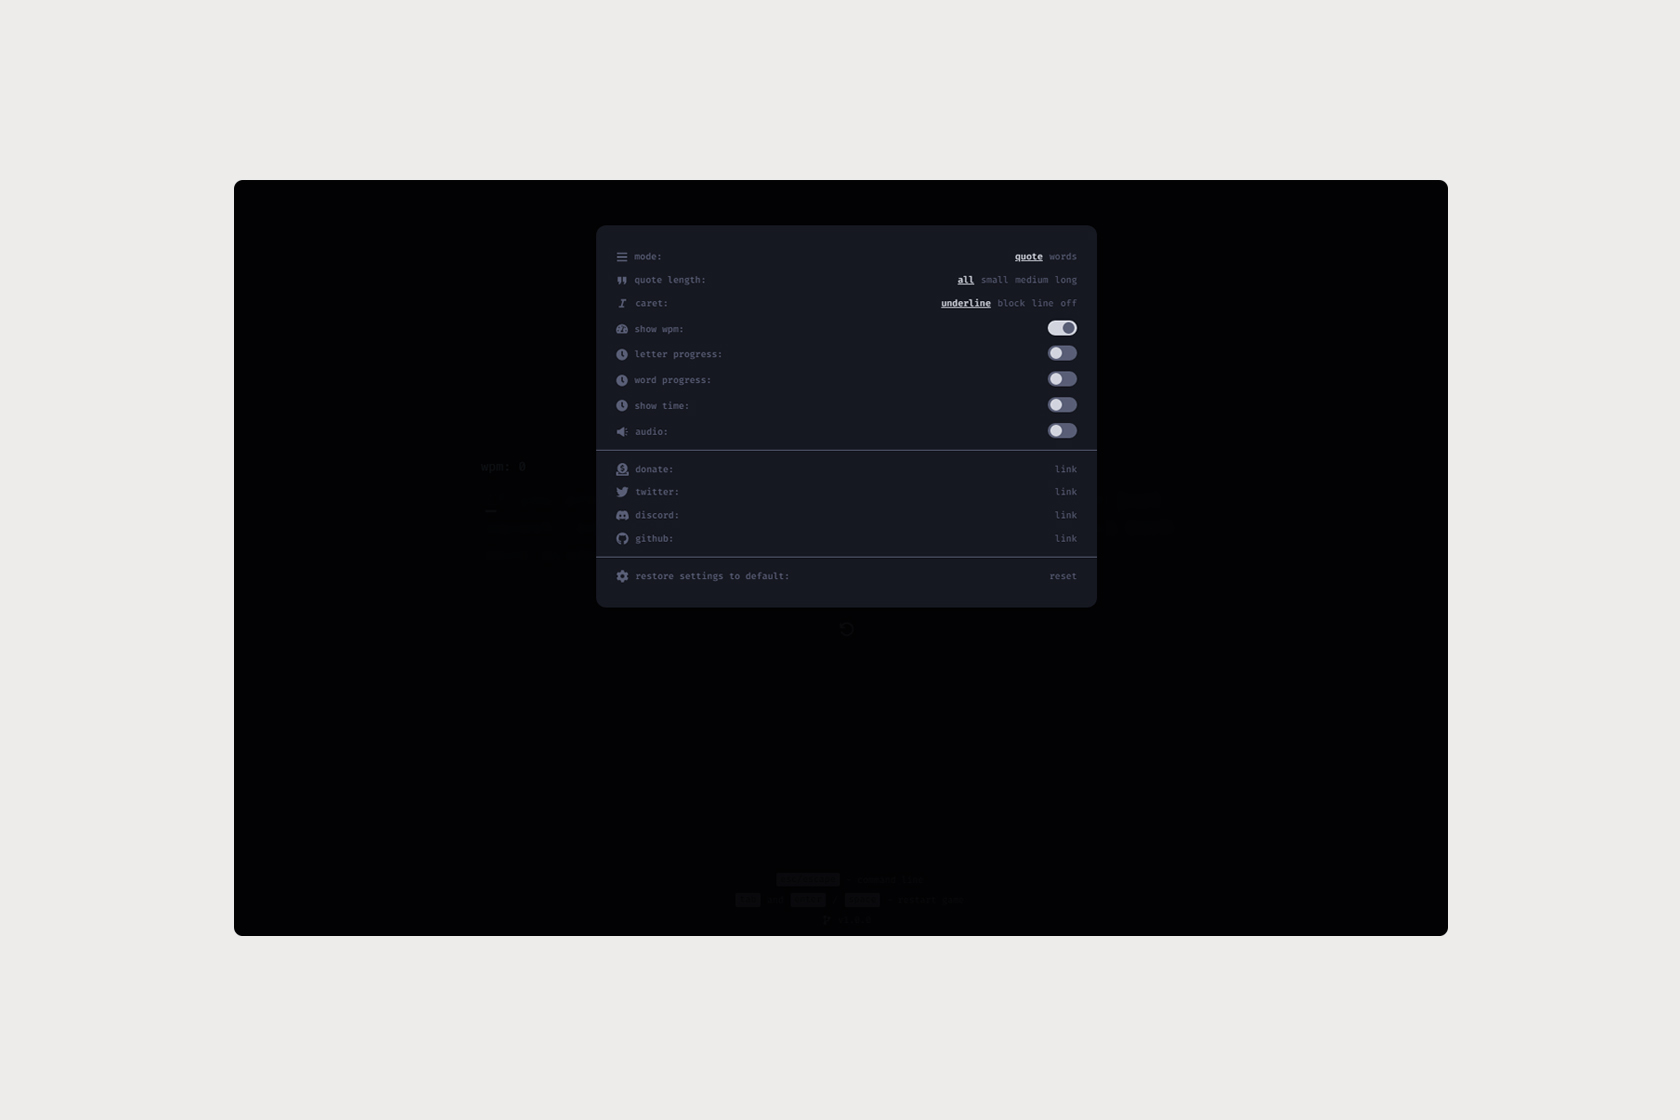 mode: quote words
quote length: all small medium long
caret: underline block line off
show wpm:
letter progress:
word progress:
show time:
audio:
wpm: 0
donate: link
twitter: link
discord: link
github: link
restore settings to default: reset